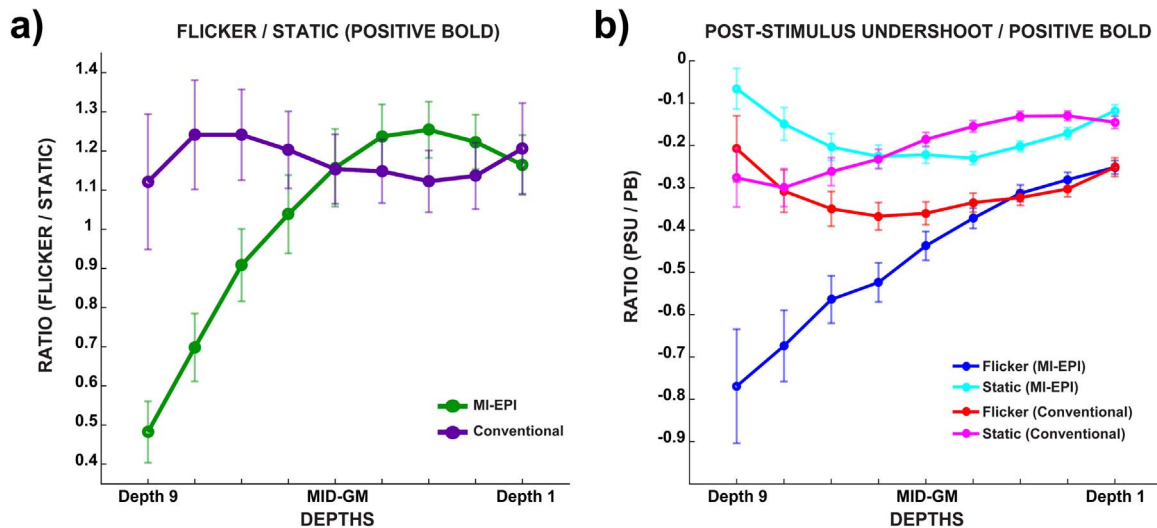 a)
FLICKER / STATIC (POSITIVE BOLD)
RATIO (FLICKER / STATIC)
1.4
1.3
1.2
1.1
1
0.9
0.8
0.7
0.6
0.5
0.4
MI-EPI
Conventional
Depth 9
MID-GM
Depth 1
DEPTHS
b)
POST-STIMULUS UNDERSHOOT / POSITIVE BOLD
RATIO (PSU / PB)
0
-0.1
-0.2
-0.3
-0.4
-0.5
-0.6
-0.7
-0.8
-0.9
Flicker (MI-EPI)
Static (MI-EPI)
Flicker (Conventional)
Static (Conventional)
Depth 9
MID-GM
Depth 1
DEPTHS